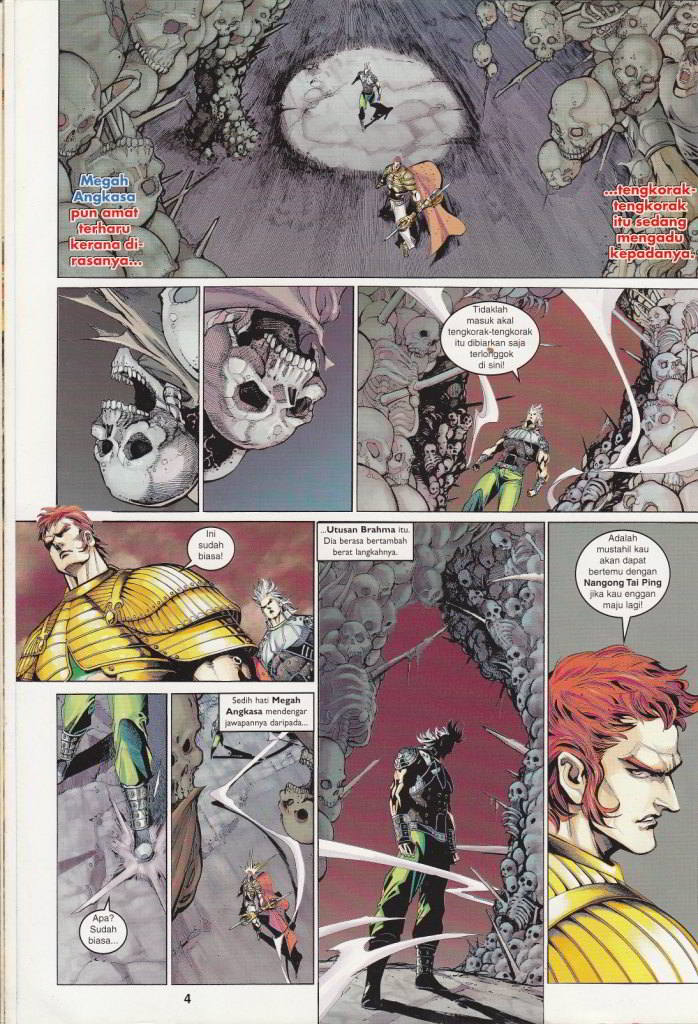 Megah
Angkasa
pun amat
terharu
kerana di-
rasanya...
...tengkorak-
tengkorak
itu sedang
mengadu
kepadanya.
Tidaklah
masuk akal
tengkorak-tengkorak
itu dibiarkan saja
terlonggok
di sini!
Ini
sudah
biasa!
Apa?
Sudah
biasa...
Sedih hati Megah
Angkasa mendengar
jawapannya daripada...
...Utusan Brahma itu.
Dia berasa bertambah
berat langkahnya.
Adalah
mustahil kau
akan dapat
bertemu dengan
Nangong Tai Ping
jika kau enggan
maju lagi!
4